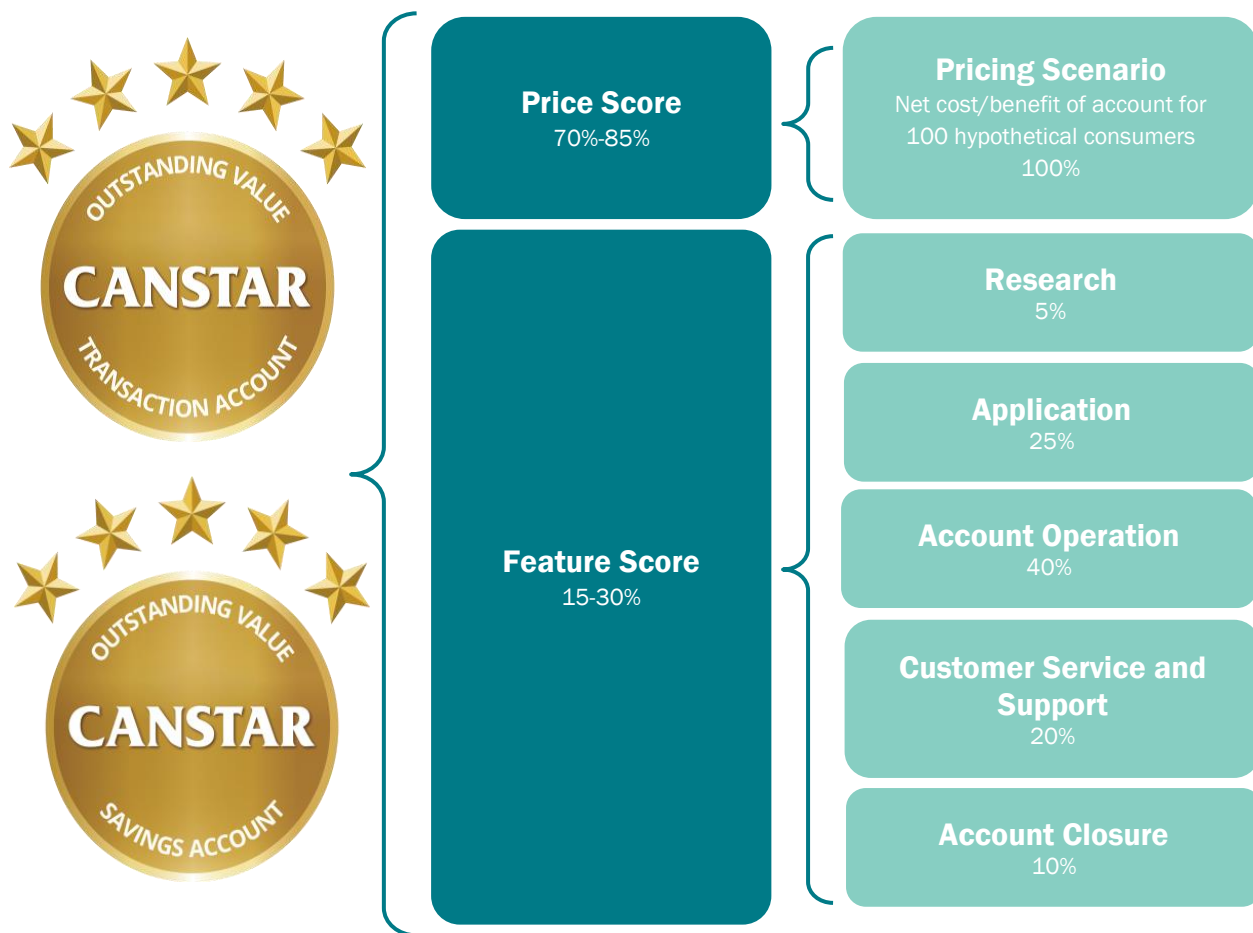 OUTSTANDING VALUE
CANSTAR
TRANSACTION ACCOUNT
OUTSTANDING VALUE
CANSTAR
SAVINGS ACCOUNT
Price Score
70%-85%
Feature Score
15-30%
Pricing Scenario
Net cost/benefit of account for
100 hypothetical consumers
100%
Research
5%
Application
25%
Account Operation
40%
Customer Service and
Support
20%
Account Closure
10%